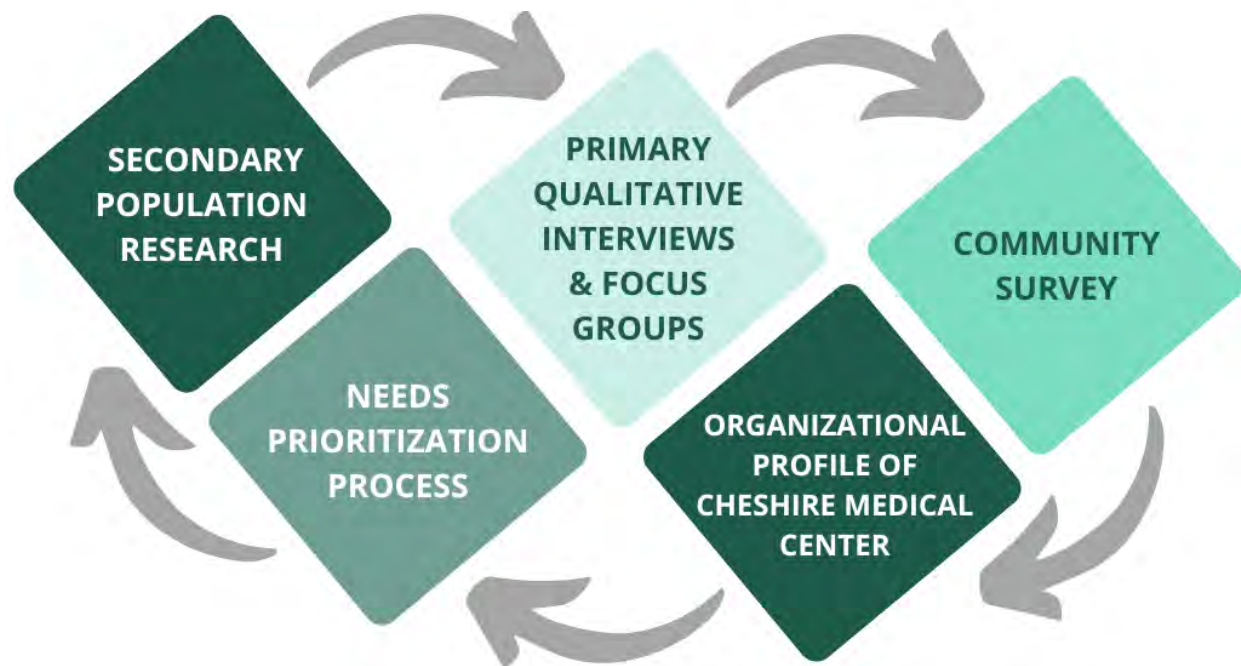 SECONDARY
POPULATION
RESEARCH
PRIMARY
QUALITATIVE
INTERVIEWS
& FOCUS
GROUPS
COMMUNITY
SURVEY
ORGANIZATIONAL
PROFILE OF
CHESHIRE MEDICAL
CENTER
NEEDS
PRIORITIZATION
PROCESS